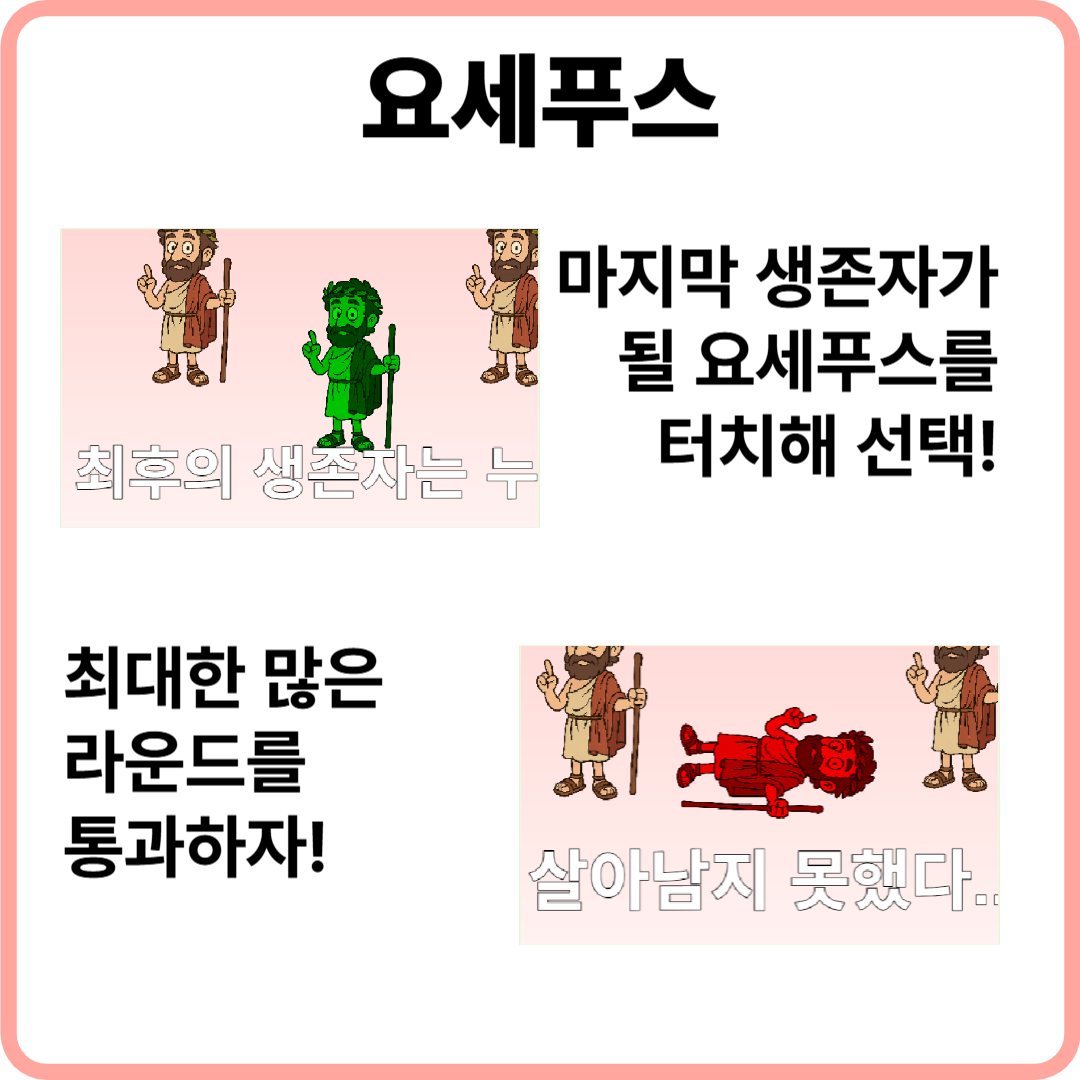 요세푸스
마지막 생존자가
될 요세푸스를
터치해 선택!
최후의 생존자는 누
최대한 많은
라운드를
통과하자!
살아남지 못했다..